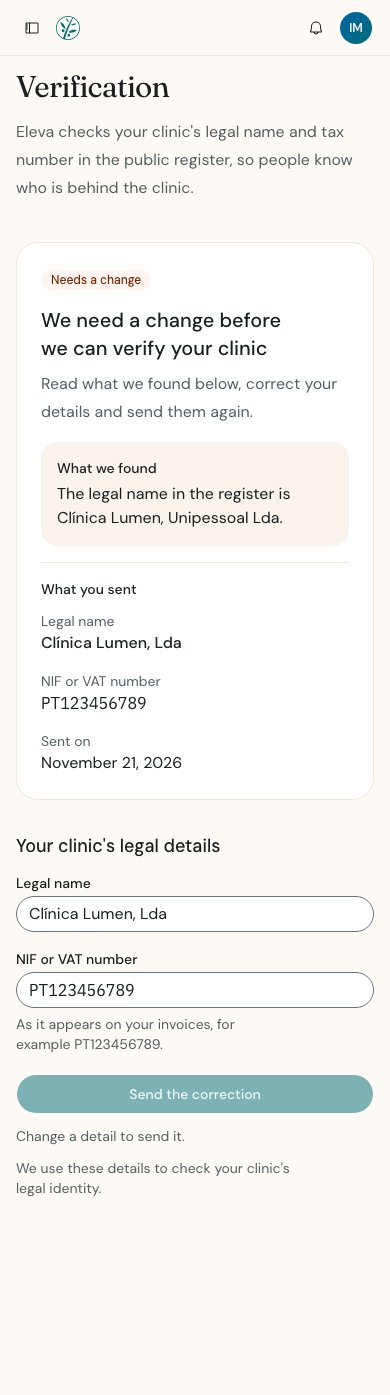 IM
Verification
Eleva checks your clinic's legal name and tax
number in the public register, so people know
who is behind the clinic.
Needs a change
We need a change before
we can verify your clinic
Read what we found below, correct your
details and send them again.
What we found
The legal name in the register is
Clínica Lumen, Unipessoal Lda.
What you sent
Legal name
Clínica Lumen, Lda
NIF or VAT number
PT123456789
Sent on
November 21, 2026
Your clinic's legal details
Legal name
Clínica Lumen, Lda
NIF or VAT number
PT123456789
As it appears on your invoices, for
example PT123456789.
Send the correction
Change a detail to send it.
We use these details to check your clinic's
legal identity.